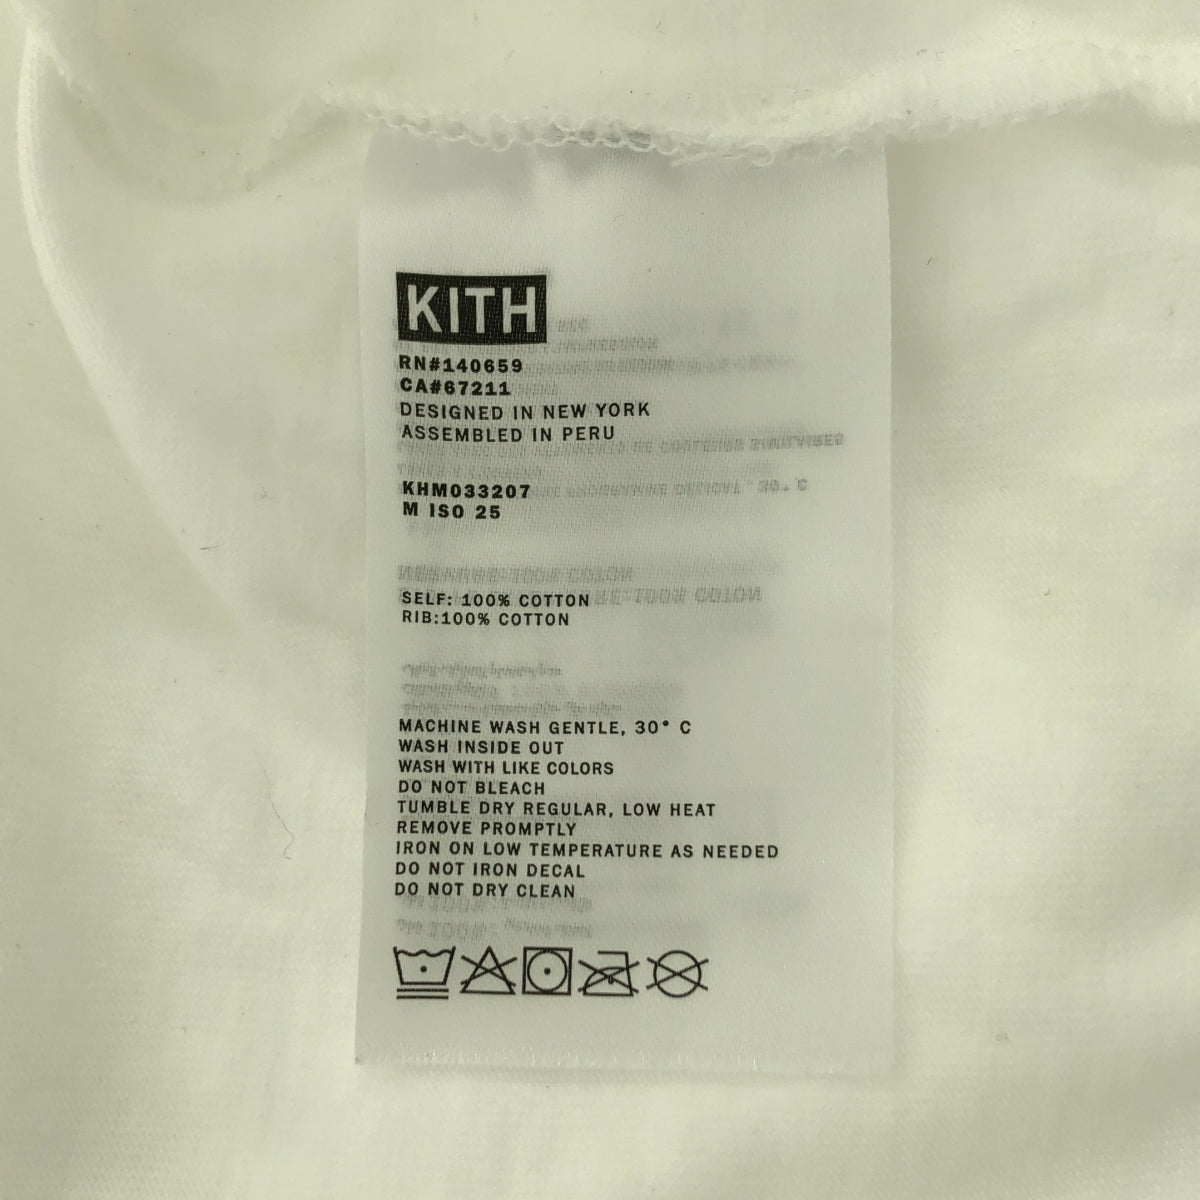 KITH
RN#140659
CA#67211
DESIGNED IN NEW YORK
ASSEMBLED IN PERU
KHM033207
M ISO 25
SELF: 100% COTTON
RIB:100% COTTON
MACHINE WASH GENTLE, 30° C
WASH INSIDE OUT
WASH WITH LIKE COLORS
DO NOT BLEACH
TUMBLE DRY REGULAR, LOW HEAT
REMOVE PROMPTLY
IRON ON LOW TEMPERATURE AS NEEDED
DO NOT IRON DECAL
DO NOT DRY CLEAN